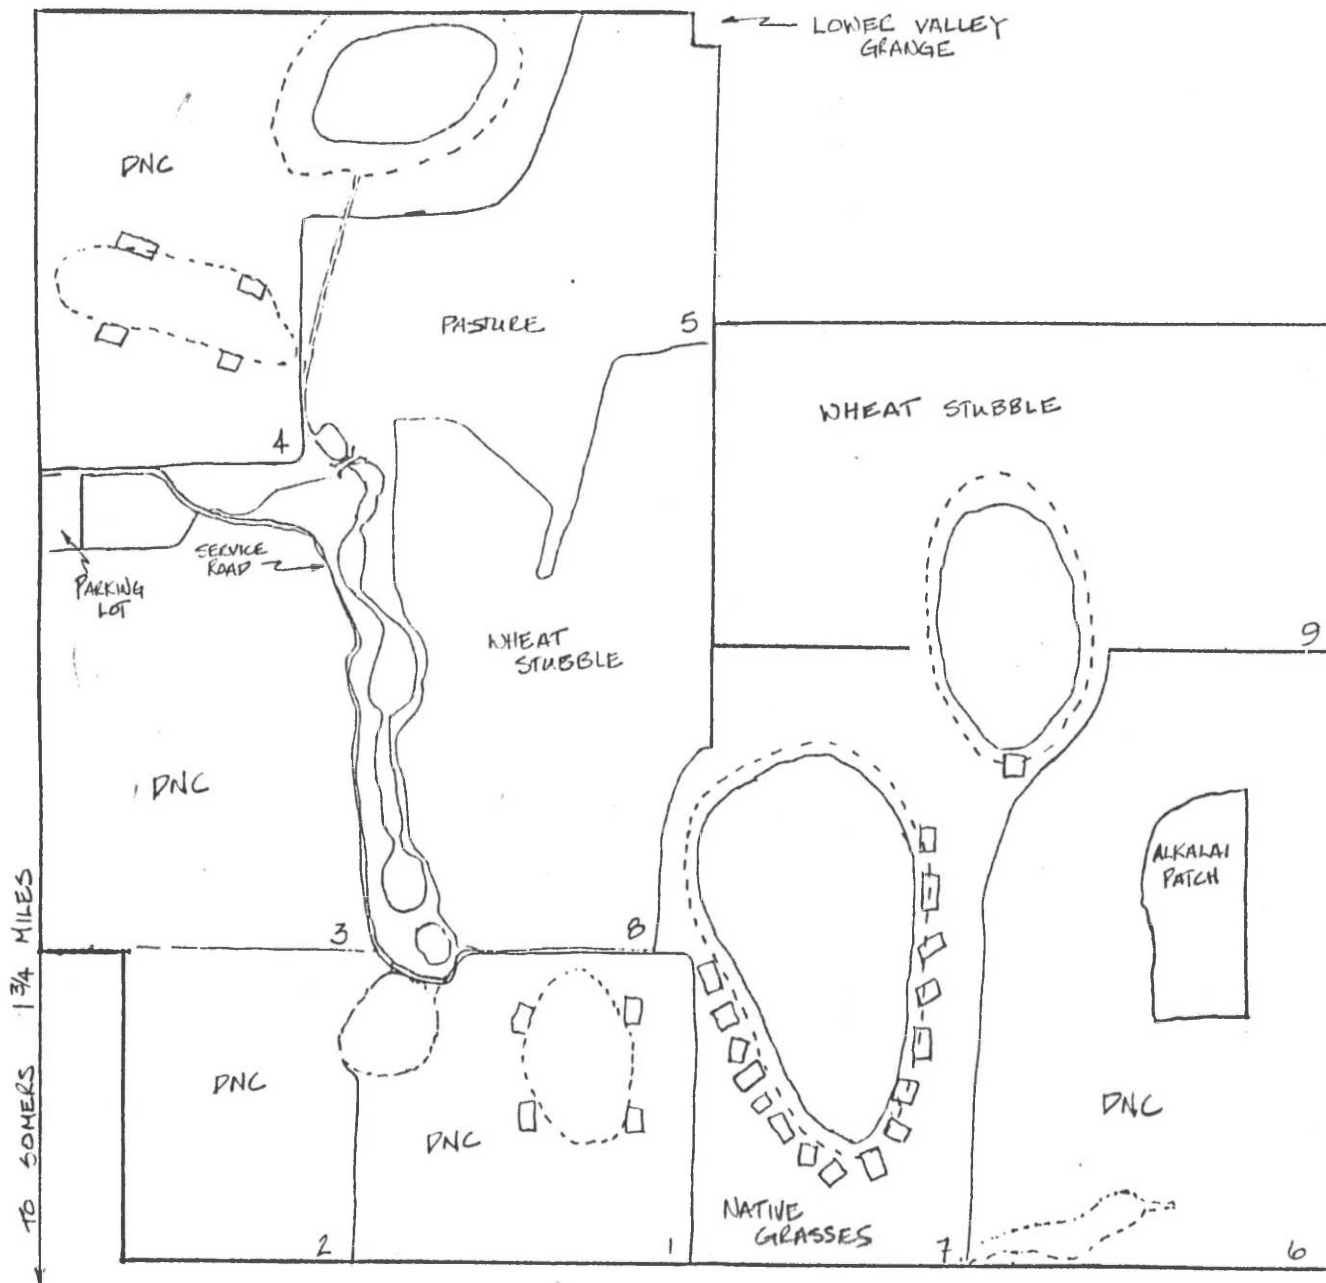 LOWER VALLEY
GRANGE
DNC
PASTURE
5
WHEAT STUBBLE
4
SERVICE
ROAD
PARKING
LOT
WHEAT
STUBBLE
9
DNC
ALKALAI
PATCH
TO SOMERS 1 3/4 MILES
3
8
DNC
DNC
DNC
NATIVE
GRASSES
2
1
7
6